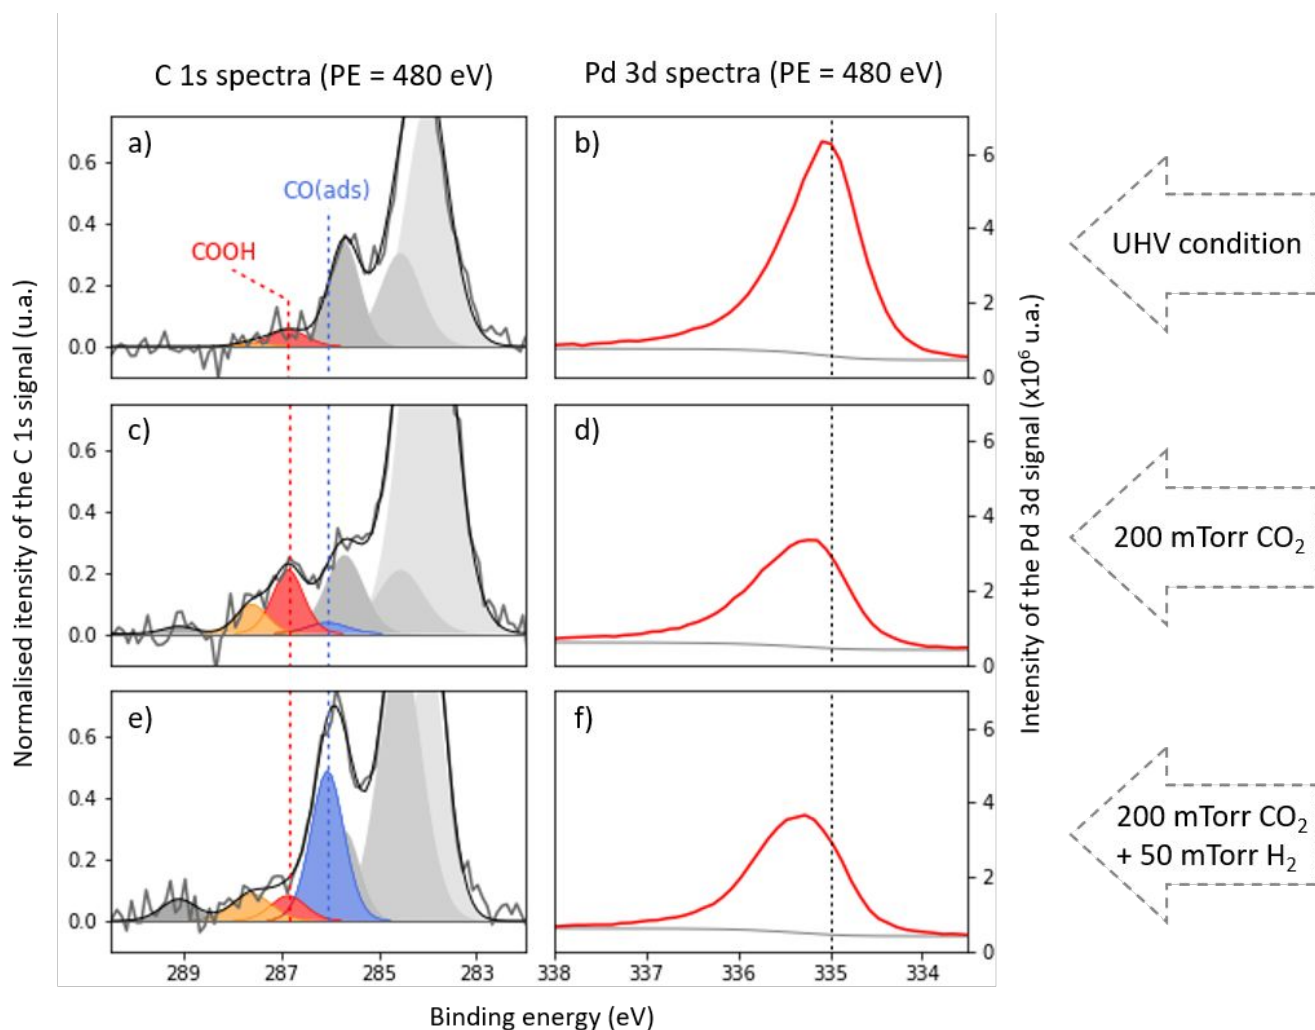 C 1s spectra (PE = 480 eV)
Pd 3d spectra (PE = 480 eV)
Normalised itensity of the C 1s signal (u.a.)
a)
CO(ads)
COOH
0.6
0.4
0.2
0.0
b)
6
4
2
0
UHV condition
c)
0.6
0.4
0.2
0.0
d)
6
4
2
0
200 mTorr CO₂
e)
0.6
0.4
0.2
0.0
f)
6
4
2
0
200 mTorr CO₂
+ 50 mTorr H₂
Intensity of the Pd 3d signal (x10⁶ u.a.)
289 287 285 283
338 337 336 335 334
Binding energy (eV)